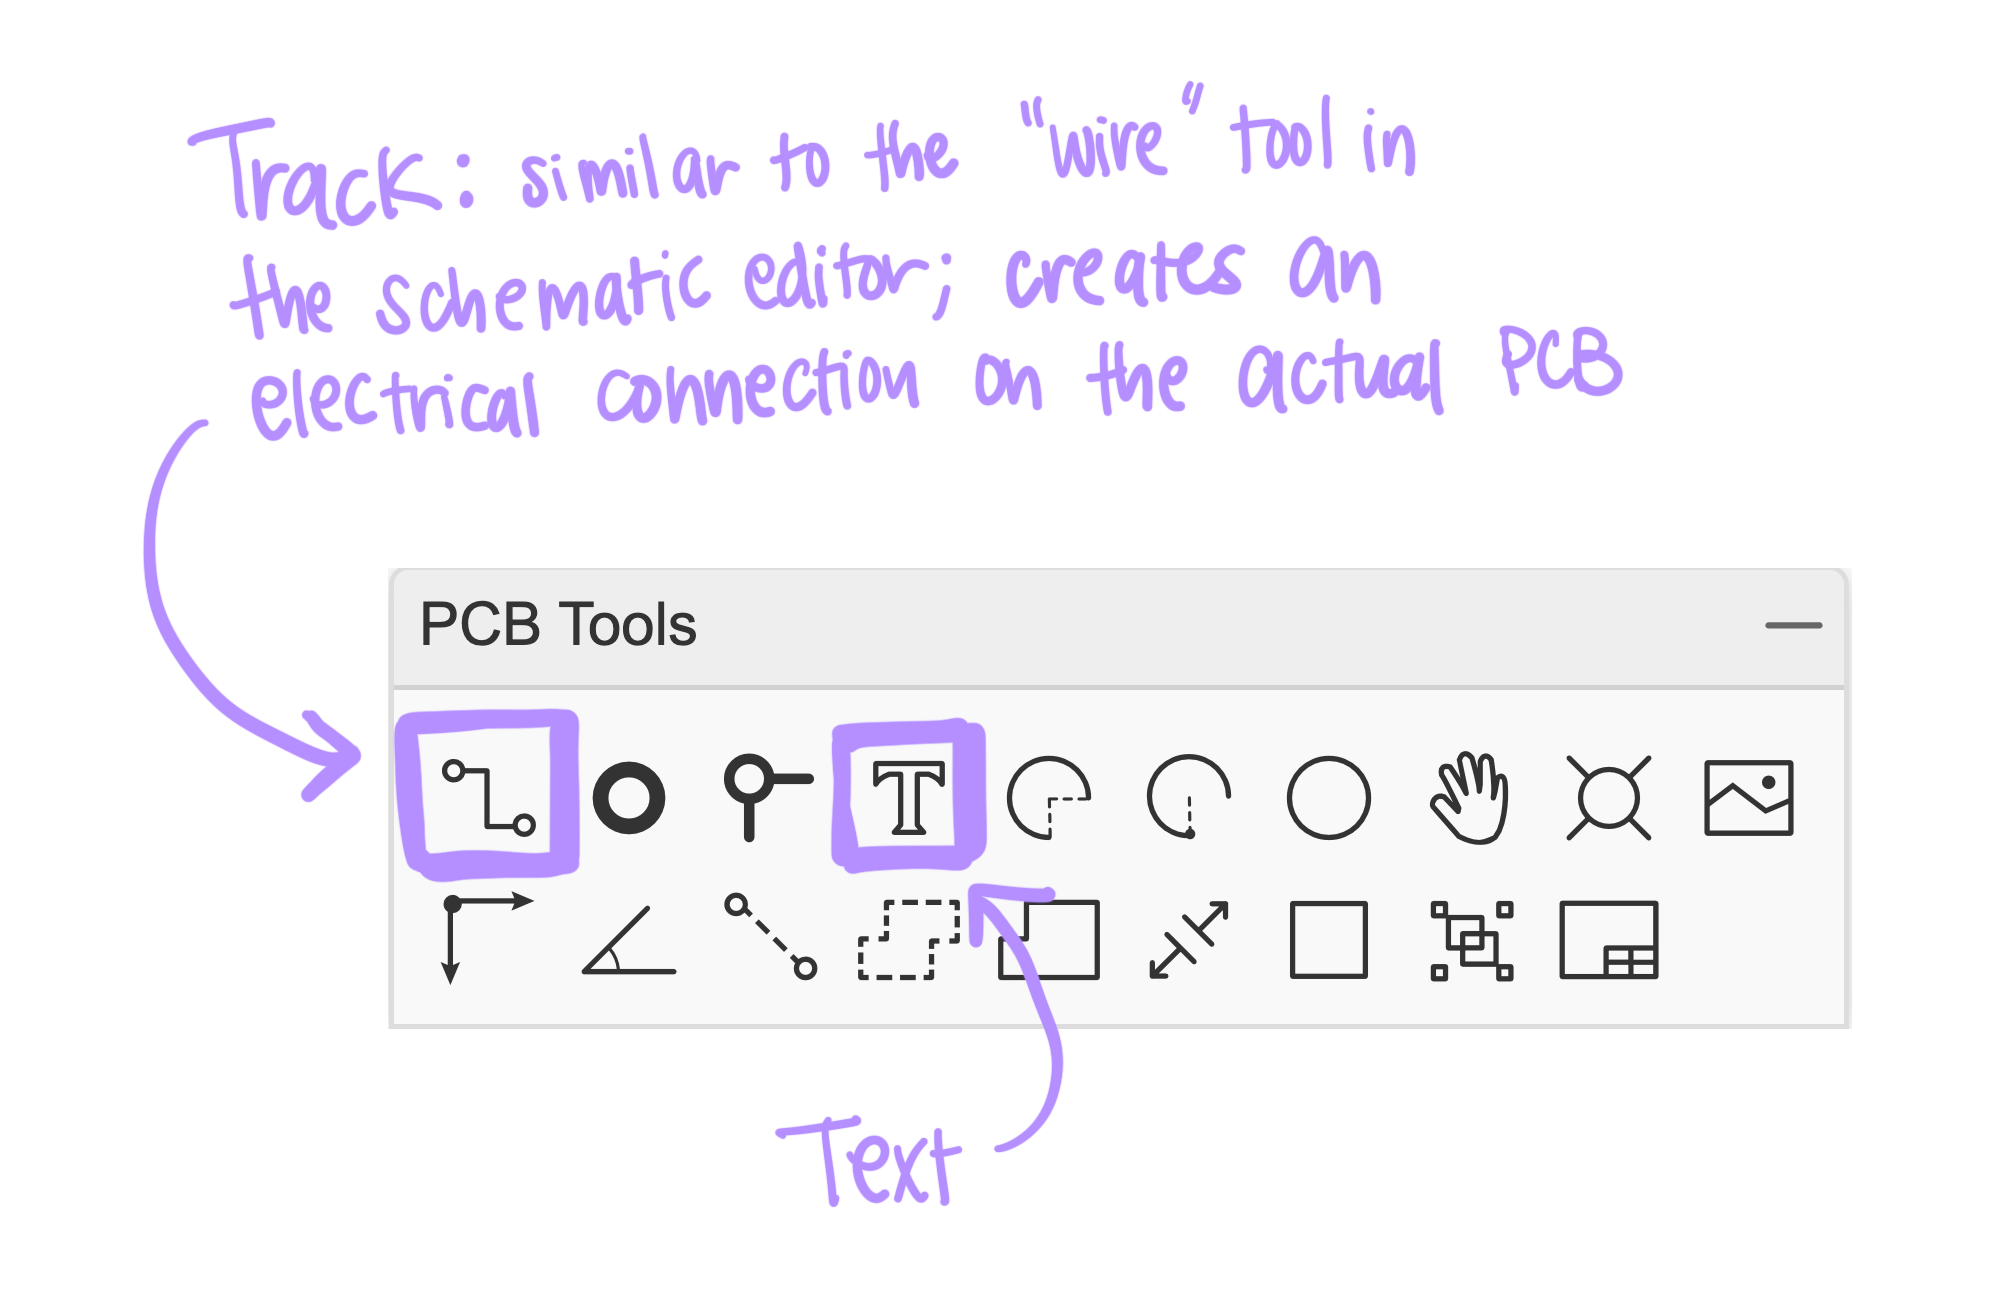 Track: similar to the "wire" tool in
the schematic editor; creates an
electrical connection on the actual PCB
PCB Tools
T
Text